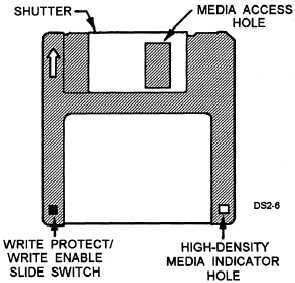 SHUTTER
MEDIA ACCESS
HOLE
DS2-6
WRITE PROTECT/
WRITE ENABLE
SLIDE SWITCH
HIGH-DENSITY
MEDIA INDICATOR
HOLE